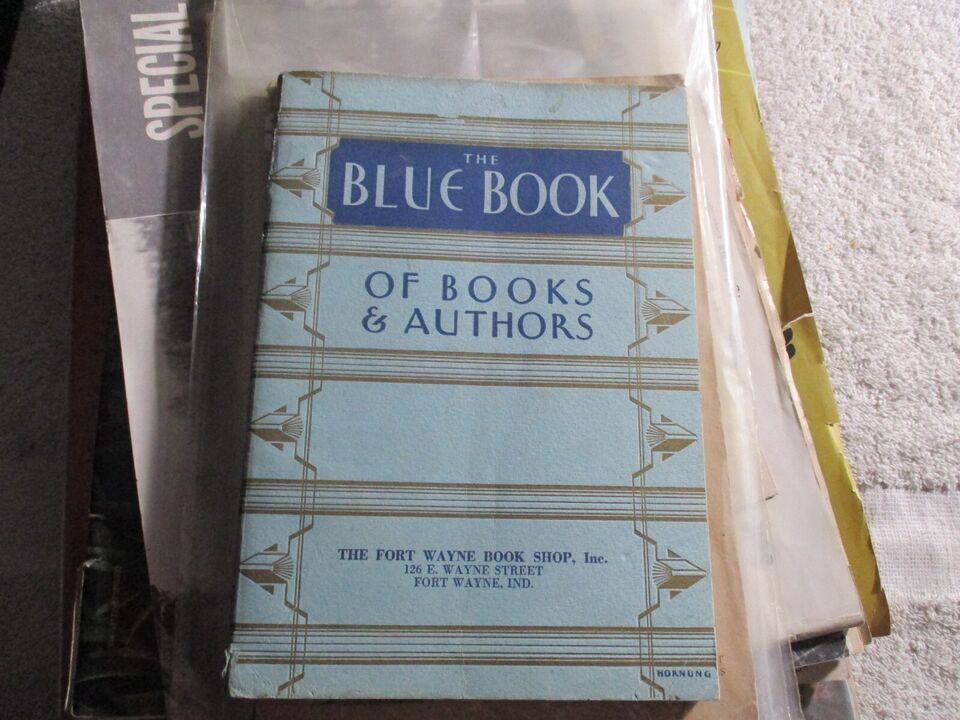 SPECIAL
THE
BLUE BOOK
OF BOOKS
& AUTHORS
THE FORT WAYNE BOOK SHOP, Inc.
126 E. WAYNE STREET
FORT WAYNE, IND.
HORNUNG